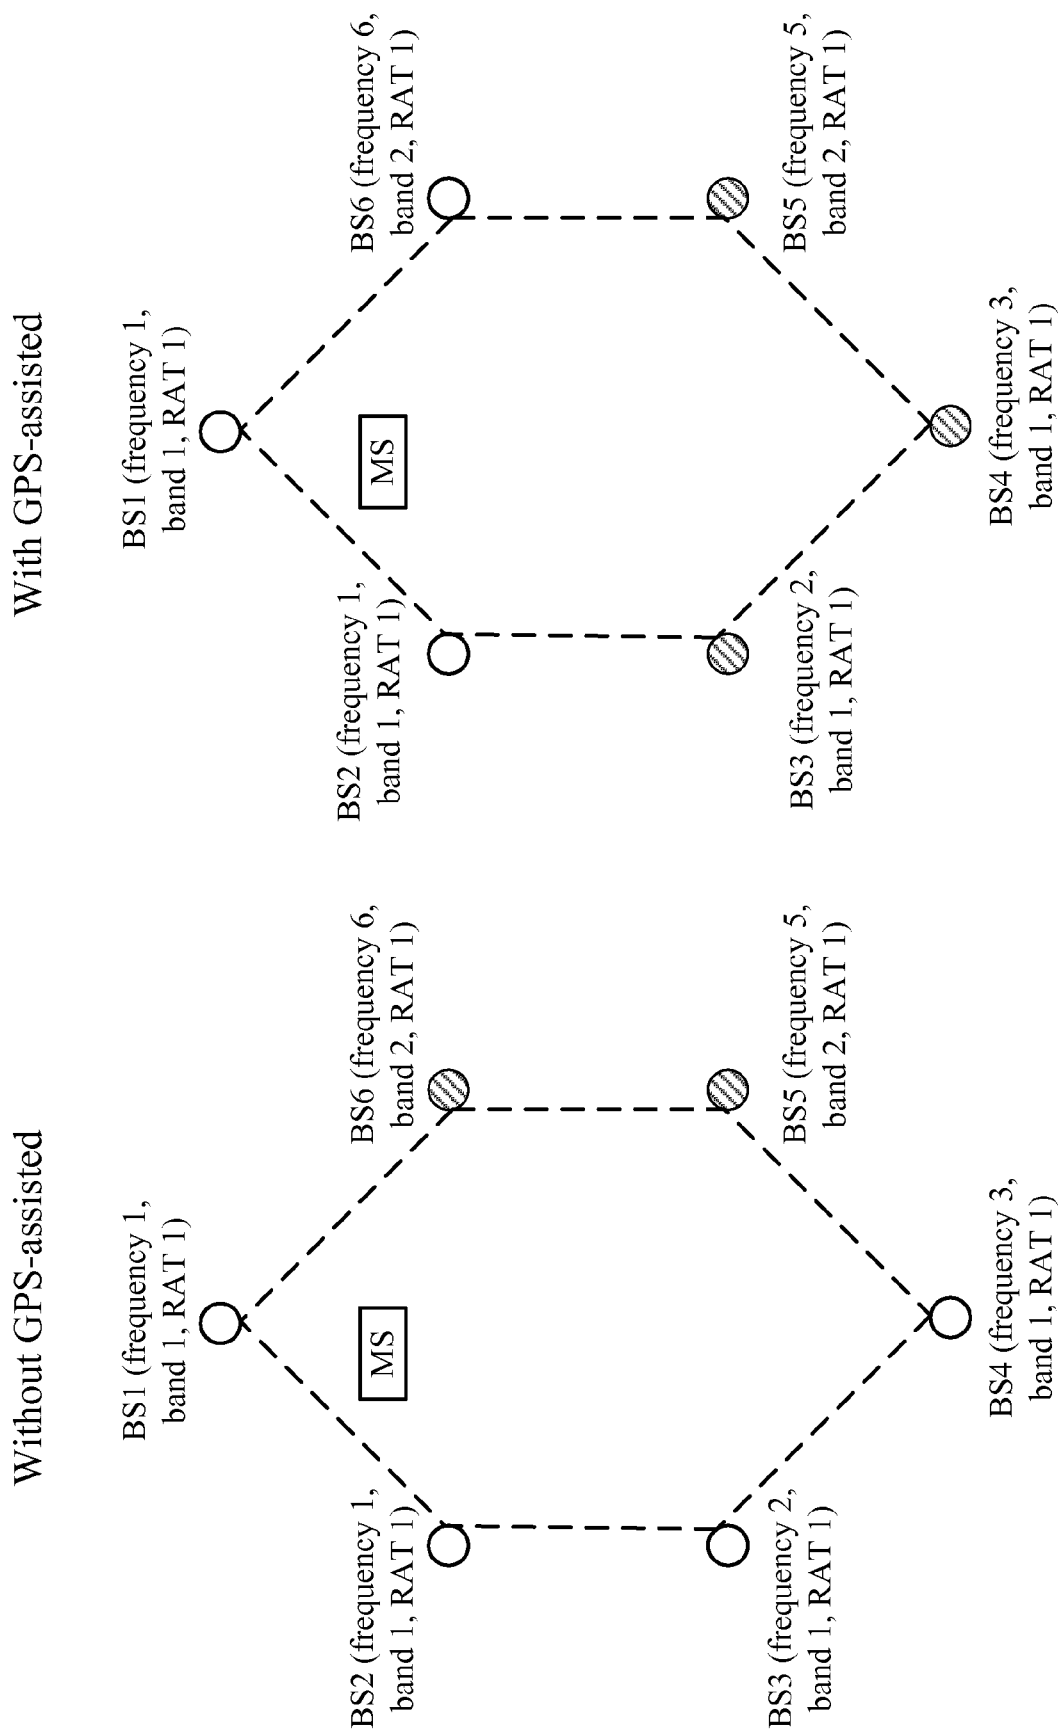 Without GPS-assisted
BS1 (frequency 1,
band 1, RAT 1)
BS2 (frequency 1,
band 1, RAT 1)
BS6 (frequency 6,
band 2, RAT 1)
MS
BS3 (frequency 2,
band 1, RAT 1)
BS5 (frequency 5,
band 2, RAT 1)
BS4 (frequency 3,
band 1, RAT 1)
With GPS-assisted
BS1 (frequency 1,
band 1, RAT 1)
BS2 (frequency 1,
band 1, RAT 1)
BS6 (frequency 6,
band 2, RAT 1)
MS
BS3 (frequency 2,
band 1, RAT 1)
BS5 (frequency 5,
band 2, RAT 1)
BS4 (frequency 3,
band 1, RAT 1)